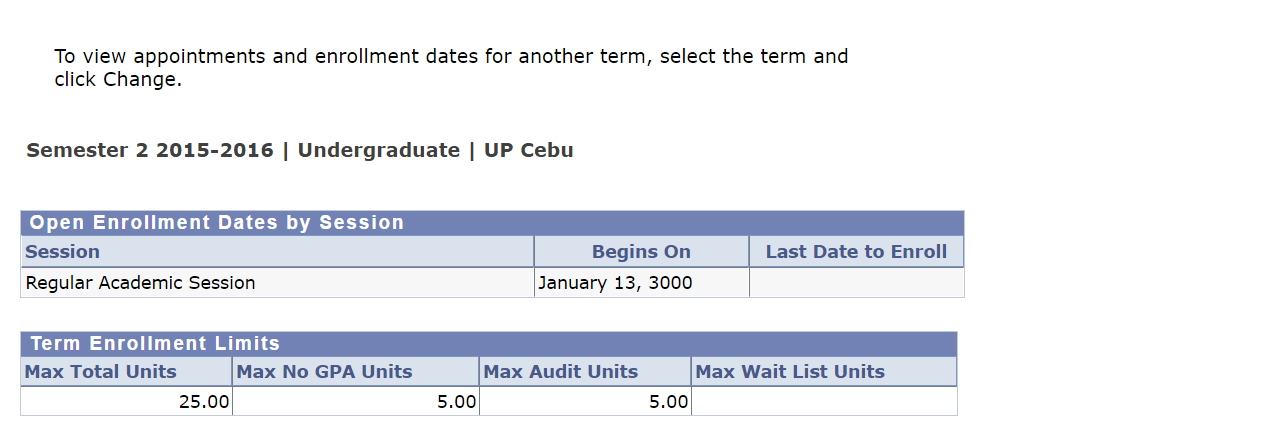 To view appointments and enrollment dates for another term, select the term and
click Change.
Semester 2 2015-2016 | Undergraduate | UP Cebu
Open Enrollment Dates by Session
Session Begins On Last Date to Enroll
Regular Academic Session January 13, 3000
Term Enrollment Limits
Max Total Units Max No GPA Units Max Audit Units Max Wait List Units
25.00 5.00 5.00